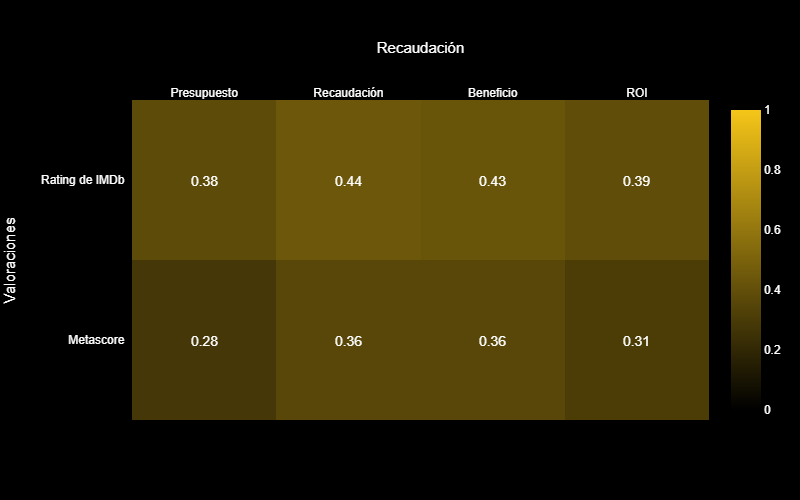 Recaudación
Presupuesto Recaudación Beneficio ROI
1
Rating de IMDb 0.38 0.44 0.43 0.39
0.8
0.6
Valoraciones
0.4
Metascore 0.28 0.36 0.36 0.31
0.2
0